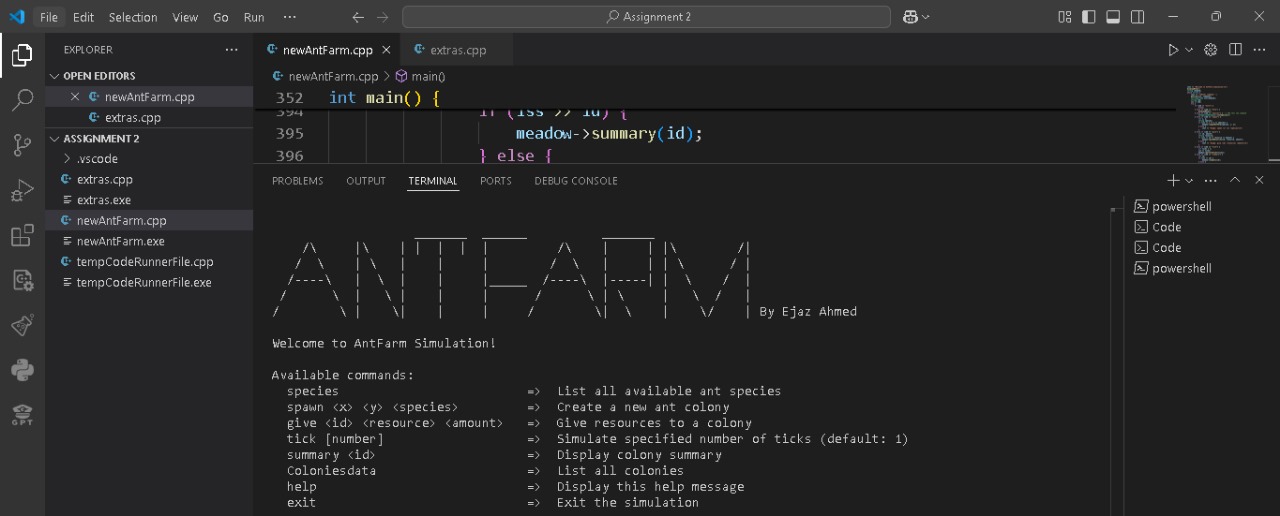 File Edit Selection View Go Run ··· Assignment 2
EXPLORER ···
OPEN EDITORS
newAntFarm.cpp
extras.cpp
ASSIGNMENT 2
.vscode
extras.cpp
extras.exe
newAntFarm.cpp
newAntFarm.exe
tempCodeRunnerFile.cpp
tempCodeRunnerFile.exe
GPT
newAntFarm.cpp extras.cpp
newAntFarm.cpp > main()
352 int main() {
394 if (iss >> id) {
395 meadow->summary(id);
396 } else {
PROBLEMS OUTPUT TERMINAL PORTS DEBUG CONSOLE
ANTFARM By Ejaz Ahmed
Welcome to AntFarm Simulation!
Available commands:
species => List all available ant species
spawn <x> <y> <species> => Create a new ant colony
give <id> <resource> <amount> => Give resources to a colony
tick [number] => Simulate specified number of ticks (default: 1)
summary <id> => Display colony summary
Coloniesdata => List all colonies
help => Display this help message
exit => Exit the simulation
powershell
Code
Code
powershell